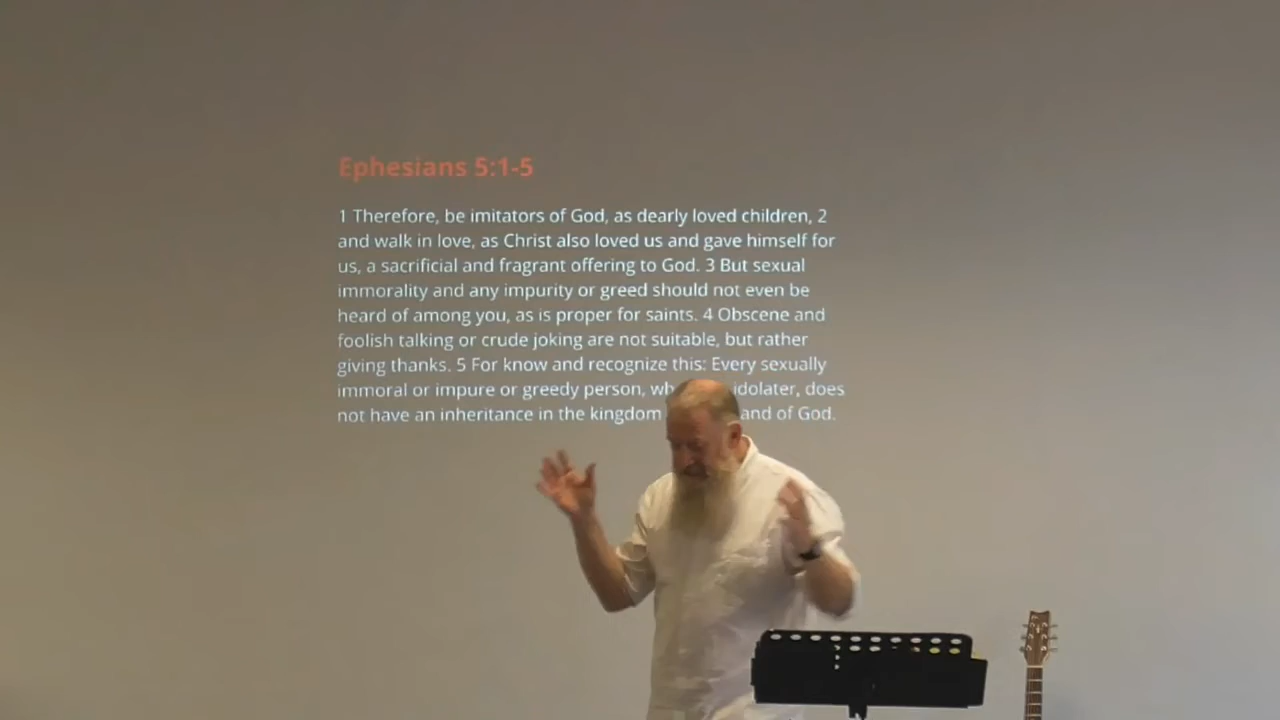 Ephesians 5:1-5
1 Therefore, be imitators of God, as dearly loved children, 2
and walk in love, as Christ also loved us and gave himself for
us, a sacrificial and fragrant offering to God. 3 But sexual
immorality and any impurity or greed should not even be
heard of among you, as is proper for saints. 4 Obscene and
foolish talking or crude joking are not suitable, but rather
giving thanks. 5 For know and recognize this: Every sexually
immoral or impure or greedy person, idolater, does
not have an inheritance in the kingdom and of God.